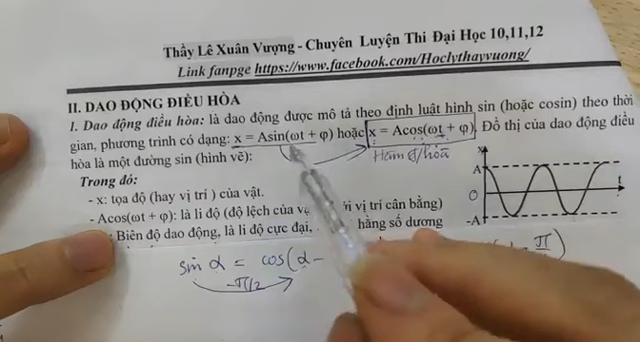 Thầy Lê Xuân Vượng - Chuyên Luyện Thi Đại Học 10,11,12
Link fanpge https://www.facebook.com/Hoclythayvuong/
II. DAO ĐỘNG ĐIỀU HÒA
1. Dao động điều hòa: là dao động được mô tả theo định luật hình sin (hoặc cosin) theo thời
gian, phương trình có dạng: x = Asin(ωt + φ) hoặc x = Acos(ωt + φ). Đồ thị của dao động điều
hòa là một đường sin (hình vẽ):
Hàm đ/hòa
Trong đó:
- x: tọa độ (hay vị trí) của vật.
- Acos(ωt + φ): là li độ (độ lệch của vị trí cân bằng)
Biên độ dao động, là li độ cực đại, hằng số dương
x
A
O
-A
t
sin α = cos(α -
-π/2
π